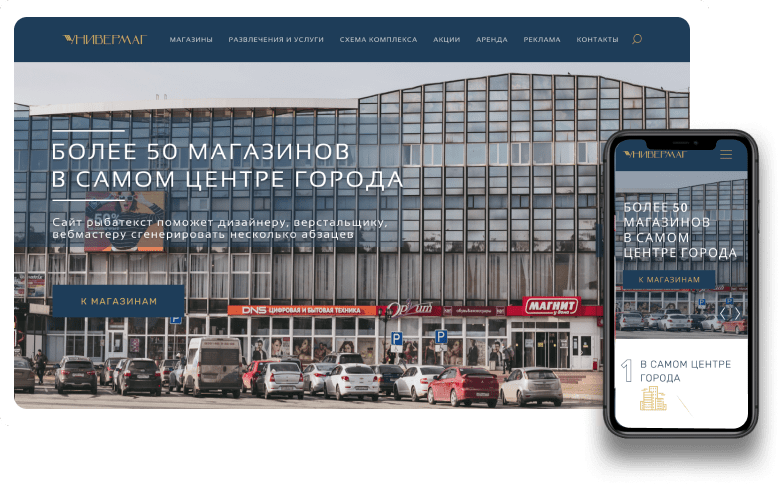 УНИВЕРМАГ
МАГАЗИНЫ РАЗВЛЕЧЕНИЯ И УСЛУГИ СХЕМА КОМПЛЕКСА АКЦИИ АРЕНДА РЕКЛАМА КОНТАКТЫ
БОЛЕЕ 50 МАГАЗИНОВ
В САМОМ ЦЕНТРЕ ГОРОДА
50%
Сайт рыбатекст поможет дизайнеру, верстальщику,
вебмастеру сгенерировать несколько абзацев
К МАГАЗИНАМ
DNS ЦИФРОВАЯ И БЫТОВАЯ ТЕХНИКА
МАГНИТ
P
P
P
УНИВЕРМАГ
БОЛЕЕ 50
МАГАЗИНОВ
В САМОМ
ЦЕНТРЕ ГОРОДА
К МАГАЗИНАМ
1
В САМОМ ЦЕНТРЕ
ГОРОДА